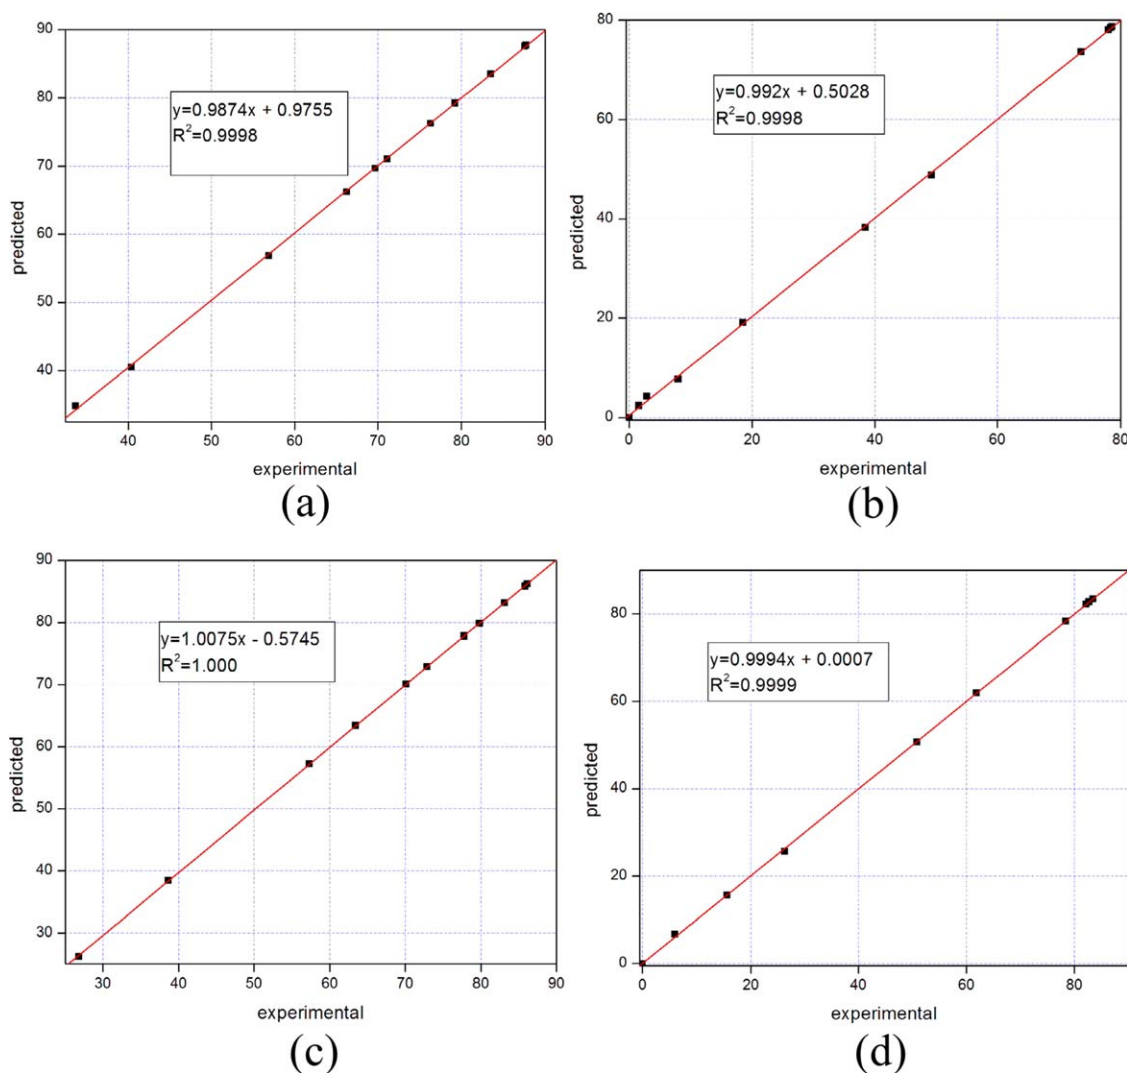 90
80
70
60
50
40
predicted
y=0.9874x + 0.9755
R²=0.9998
40 50 60 70 80 90
experimental
(a)
80
60
40
20
0
predicted
y=0.992x + 0.5028
R²=0.9998
0 20 40 60 80
experimental
(b)
90
80
70
60
50
40
30
predicted
y=1.0075x - 0.5745
R²=1.000
30 40 50 60 70 80 90
experimental
(c)
80
60
40
20
0
predicted
y=0.9994x + 0.0007
R²=0.9999
0 20 40 60 80
experimental
(d)